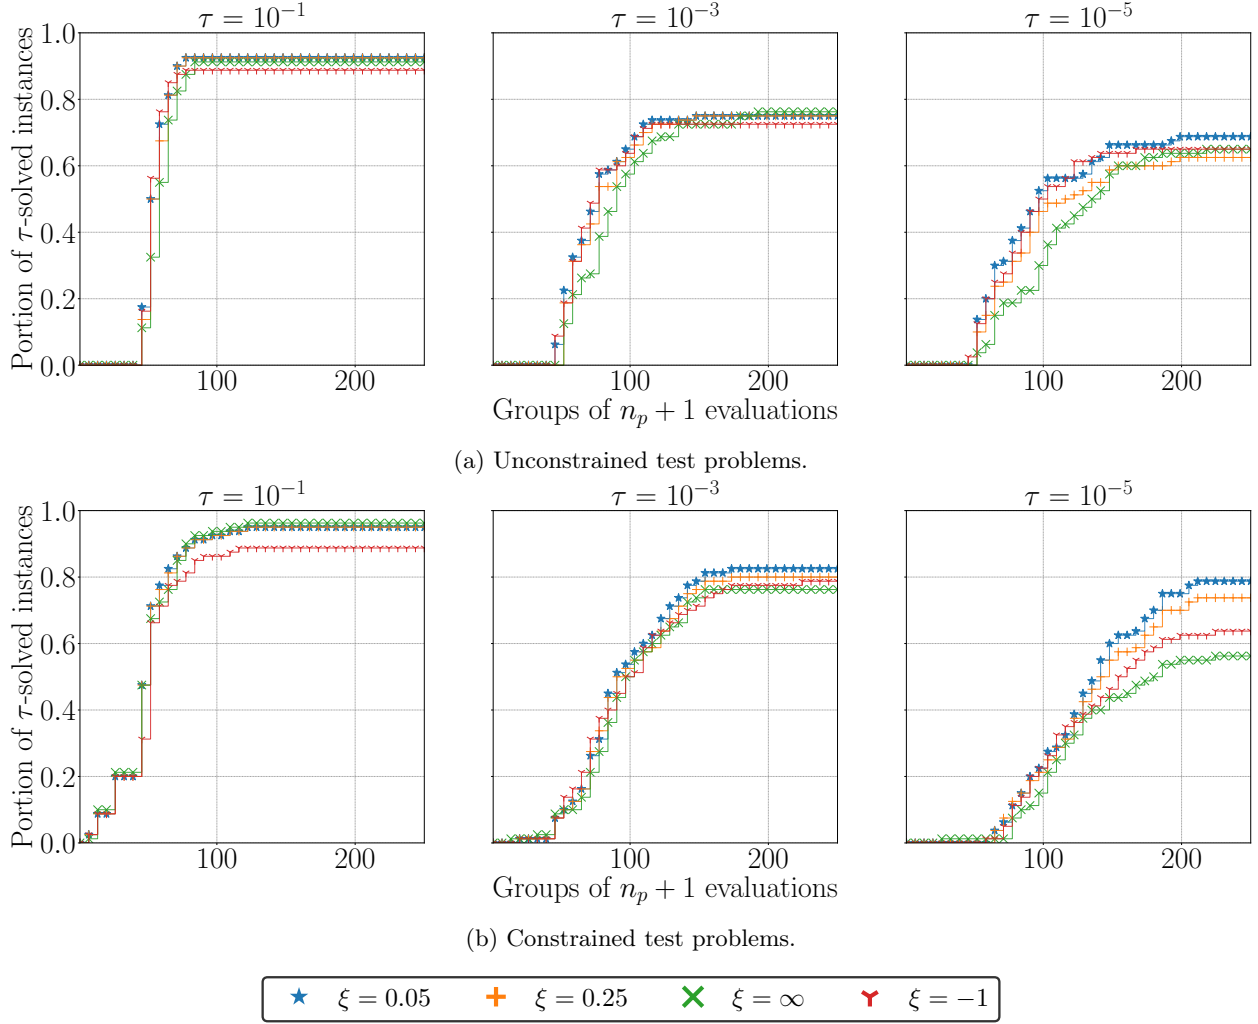 τ = 10⁻¹ τ = 10⁻³ τ = 10⁻⁵
Portion of τ-solved instances
1.0
0.8
0.6
0.4
0.2
0.0
100 200 100 200 100 200
Groups of nₚ + 1 evaluations
(a) Unconstrained test problems.
τ = 10⁻¹ τ = 10⁻³ τ = 10⁻⁵
Portion of τ-solved instances
1.0
0.8
0.6
0.4
0.2
0.0
100 200 100 200 100 200
Groups of nₚ + 1 evaluations
(b) Constrained test problems.
ξ = 0.05 ξ = 0.25 ξ = ∞ ξ = −1